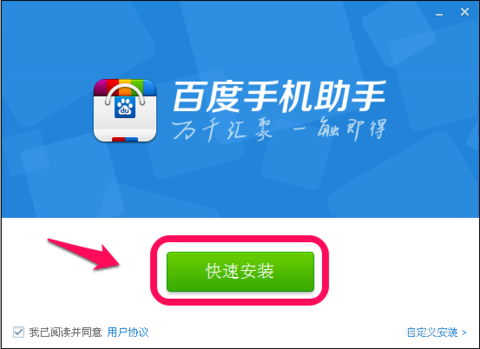 百度手机助手
万千汇聚 一触即得
du
快速安装
我已阅读并同意 用户协议
自定义安装 >